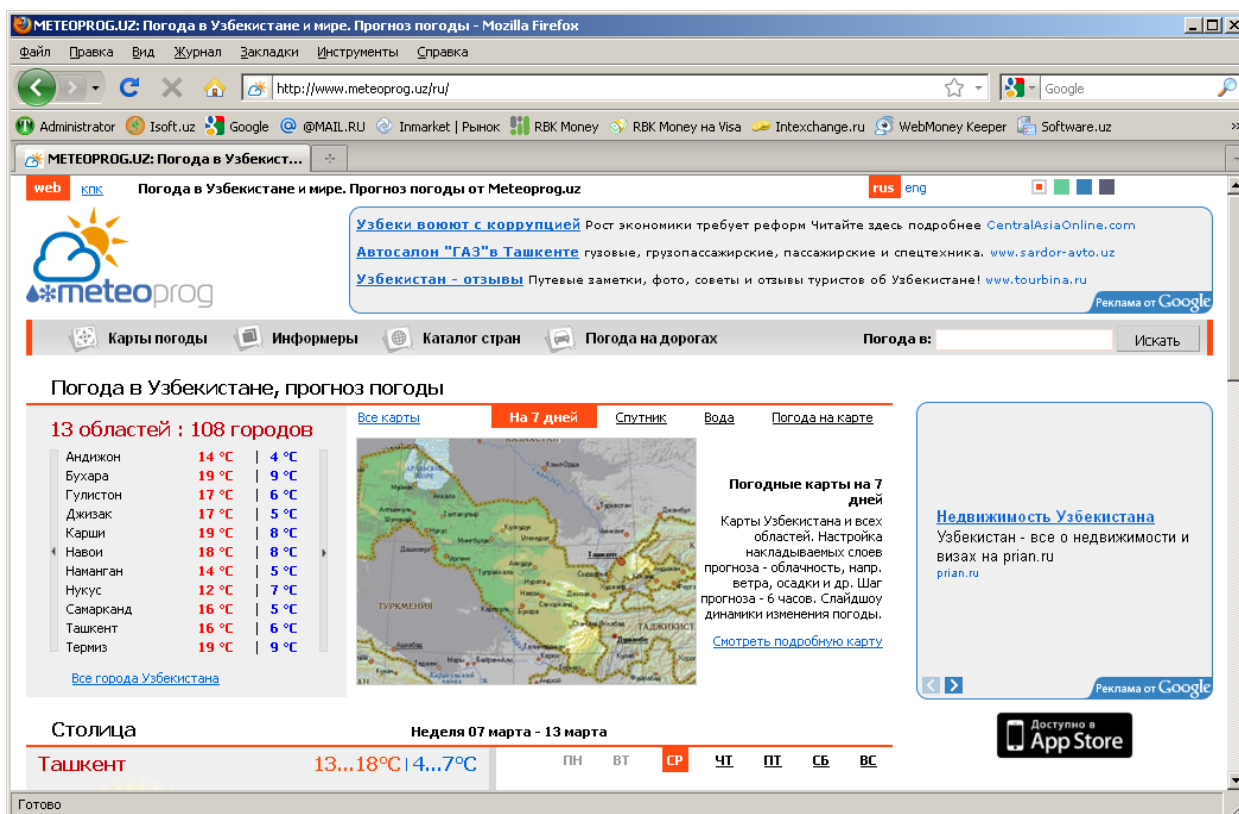 METEOPROG.UZ: Погода в Узбекистане и мире. Прогноз погоды - Mozilla Firefox
Файл Правка Вид Журнал Закладки Инструменты Справка
http://www.meteoprog.uz/ru/ Google
Administrator Isoft.uz Google @MAIL.RU Inmarket | Рынок RBK Money RBK Money на Visa Intexchange.ru WebMoney Keeper Software.uz »
METEOPROG.UZ: Погода в Узбекист...
web кпк Погода в Узбекистане и мире. Прогноз погоды от Meteoprog.uz rus eng
meteoprog
Узбеки воюют с коррупцией Рост экономики требует реформ Читайте здесь подробнее CentralAsiaOnline.com
Автосалон "ГАЗ"в Ташкенте гузовые, грузопассажирские, пассажирские и спецтехника. www.sardor-avto.uz
Узбекистан - отзывы Путевые заметки, фото, советы и отзывы туристов об Узбекистане! www.tourbina.ru
Реклама от Google
Карты погоды Информеры Каталог стран Погода на дорогах Погода в: Искать
Погода в Узбекистане, прогноз погоды
13 областей : 108 городов
Андижон 14 °C | 4 °C
Бухара 19 °C | 9 °C
Гулистон 17 °C | 6 °C
Джизак 17 °C | 5 °C
Карши 19 °C | 8 °C
Навои 18 °C | 8 °C
Наманган 14 °C | 5 °C
Нукус 12 °C | 7 °C
Самарканд 16 °C | 5 °C
Ташкент 16 °C | 6 °C
Термиз 19 °C | 9 °C
Все города Узбекистана
Все карты На 7 дней Спутник Вода Погода на карте
ТУРКМЕНИЯ
Ташкент
Самарканд
Бухара
Погодные карты на 7
дней
Карты Узбекистана и всех
областей. Настройка
накладываемых слоев
прогноза - облачность, напр.
ветра, осадки и др. Шаг
прогноза - 6 часов. Слайдшоу
динамики изменения погоды.
Смотреть подробную карту
Недвижимость Узбекистана
Узбекистан - все о недвижимости и
визах на prian.ru
prian.ru
Реклама от Google
Доступно в
App Store
Столица Неделя 07 марта - 13 марта
Ташкент 13...18°C | 4...7°C ПН ВТ СР ЧТ ПТ СБ ВС
Готово